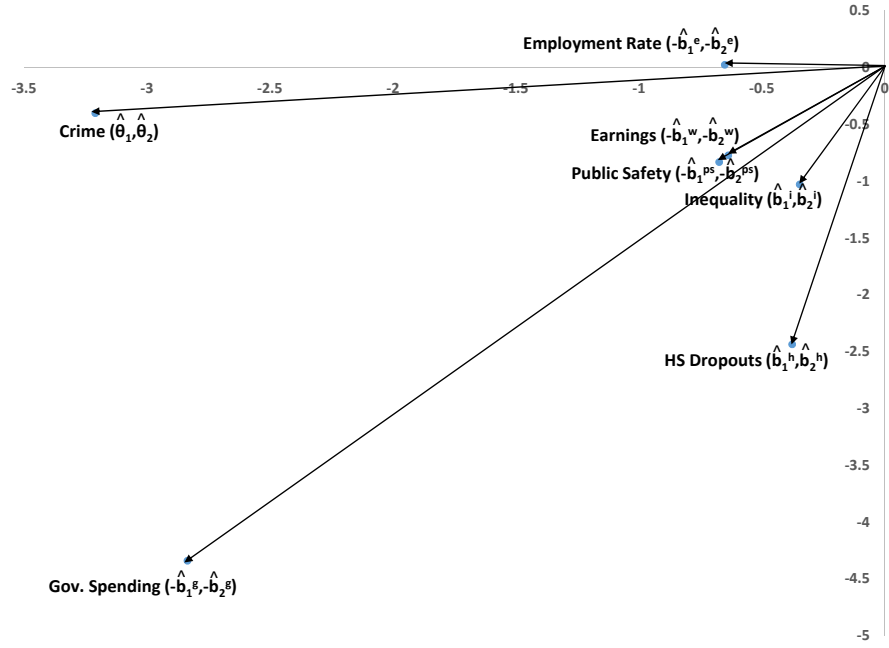 0.5
Employment Rate (-b̂₁ᵉ,-b̂₂ᵉ)
0
-3.5 -3 -2.5 -2 -1.5 -1 -0.5 0
Crime (θ̂₁,θ̂₂)
-0.5
Earnings (-b̂₁ʷ,-b̂₂ʷ)
Public Safety (-b̂₁ᵖˢ,-b̂₂ᵖˢ)
-1
Inequality (b̂₁ⁱ,b̂₂ⁱ)
-1.5
-2
-2.5
HS Dropouts (b̂₁ʰ,b̂₂ʰ)
-3
-3.5
-4
-4.5
Gov. Spending (-b̂₁ᵍ,-b̂₂ᵍ)
-5